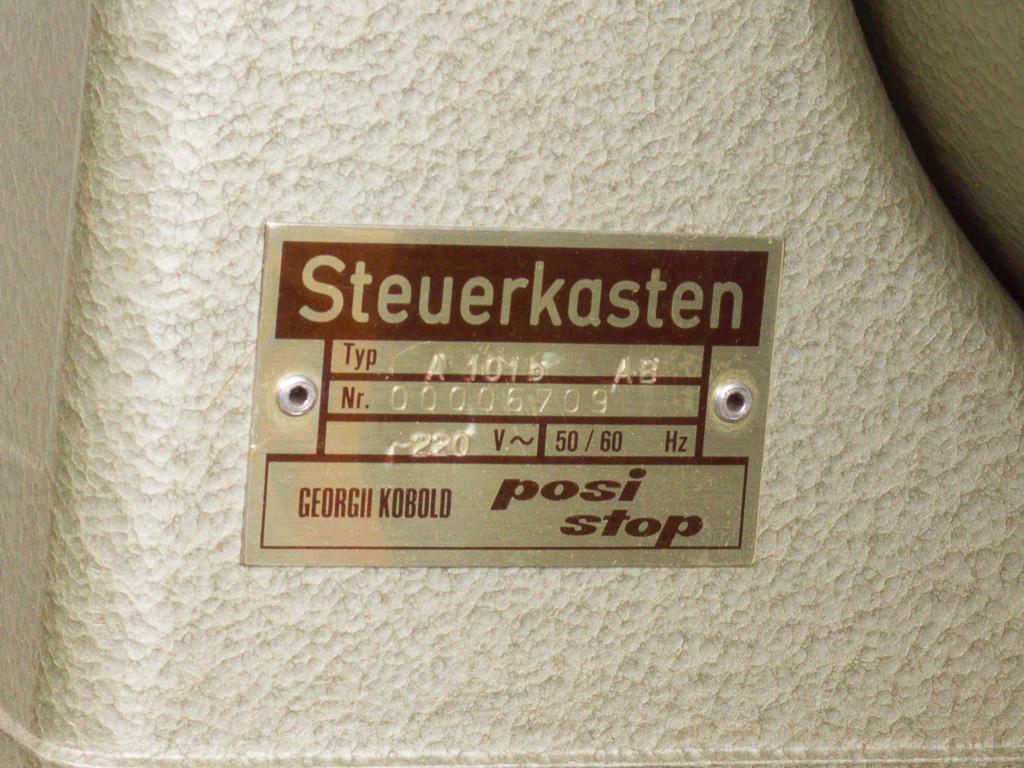 Steuerkasten
Typ A 101b AB
Nr. 00006709
~220 V~ 50/60 Hz
GEORGII KOBOLD posi
stop